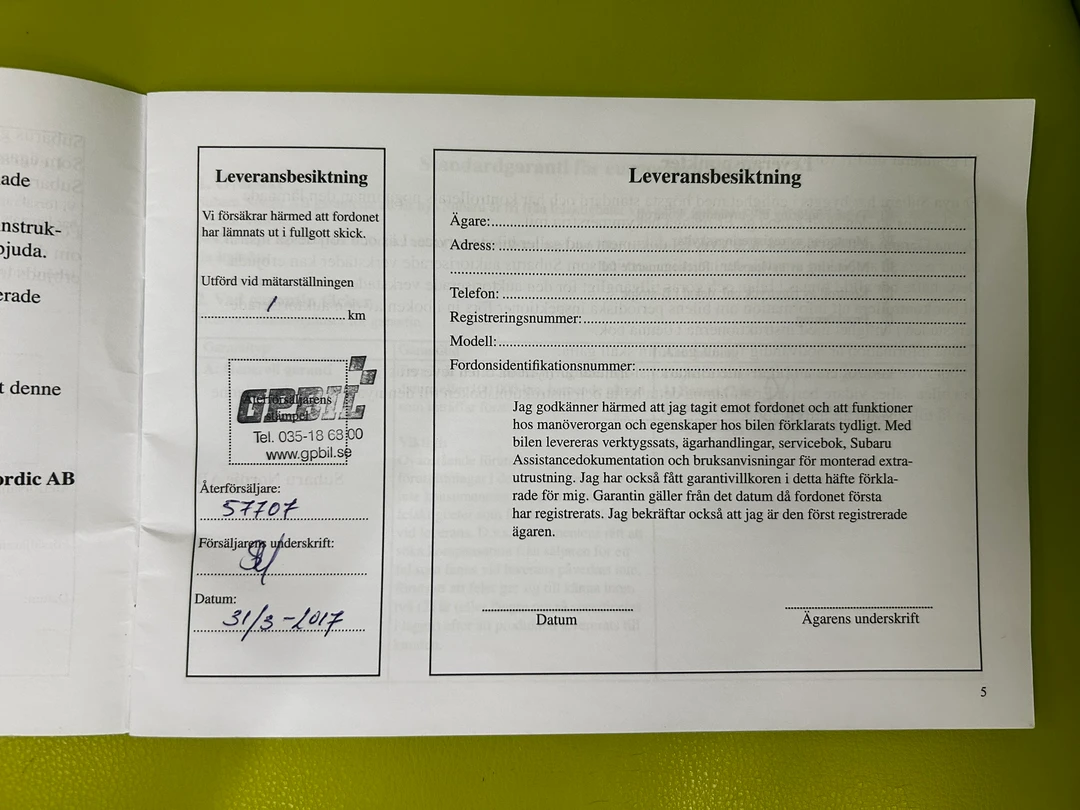 ade
nstruk-
bjuda.
erade
t denne
ordic AB
Leveransbesiktning
Vi försäkrar härmed att fordonet
har lämnats ut i fullgott skick.
Utförd vid mätarställningen
1
km
GPBIL
Återförsäljarens
stämpel
Tel. 035-18 68 00
www.gpbil.se
Återförsäljare:
57707
Försäljarens underskrift:
Datum:
31/3-2017
Leveransbesiktning
Ägare:
Adress:
Telefon:
Registreringsnummer:
Modell:
Fordonsidentifikationsnummer:
Jag godkänner härmed att jag tagit emot fordonet och att funktioner
hos manöverorgan och egenskaper hos bilen förklarats tydligt. Med
bilen levereras verktygssats, ägarhandlingar, servicebok, Subaru
Assistancedokumentation och bruksanvisningar för monterad extra-
utrustning. Jag har också fått garantivillkoren i detta häfte förkla-
rade för mig. Garantin gäller från det datum då fordonet första
har registrerats. Jag bekräftar också att jag är den först registrerade
ägaren.
Datum
Ägarens underskrift
5